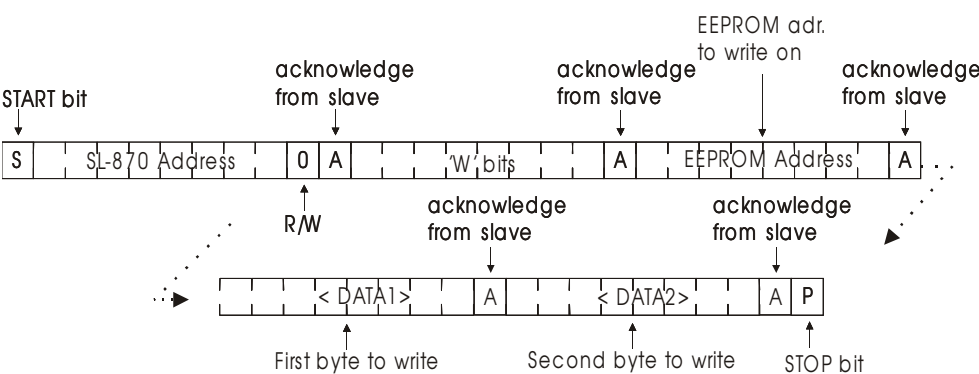 EEPROM adr.
to write on
acknowledge
from slave
acknowledge
from slave
acknowledge
from slave
START bit
S SL-870 Address 0 A 'W' bits A EEPROM Address A
R/W
acknowledge
from slave
acknowledge
from slave
< DATA1> A < DATA2> A P
First byte to write
Second byte to write
STOP bit